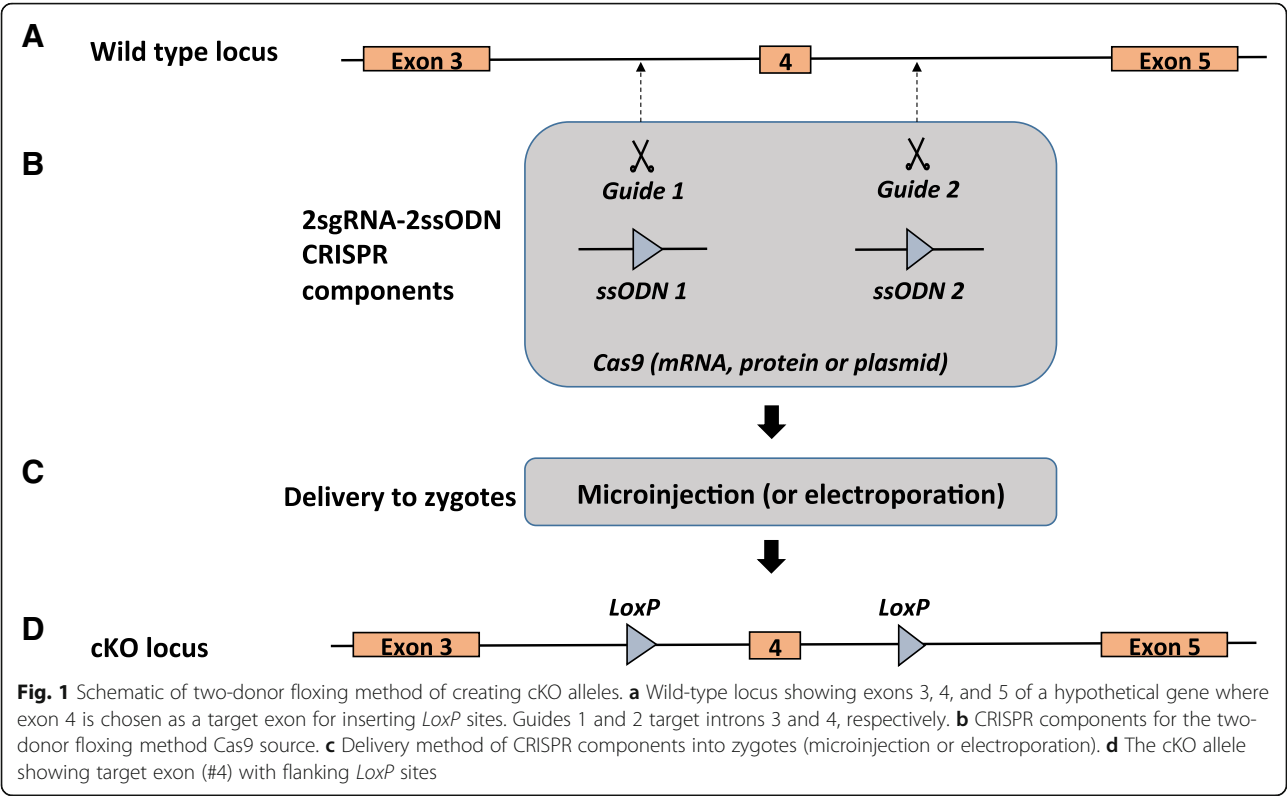 A
Wild type locus
Exon 3
4
Exon 5
B
Guide 1
Guide 2
2sgRNA-2ssODN
CRISPR
components
ssODN 1
ssODN 2
Cas9 (mRNA, protein or plasmid)
C
Delivery to zygotes
Microinjection (or electroporation)
LoxP
LoxP
D
cKO locus
Exon 3
4
Exon 5
Fig. 1 Schematic of two-donor floxing method of creating cKO alleles. a Wild-type locus showing exons 3, 4, and 5 of a hypothetical gene where
exon 4 is chosen as a target exon for inserting LoxP sites. Guides 1 and 2 target introns 3 and 4, respectively. b CRISPR components for the two-
donor floxing method Cas9 source. c Delivery method of CRISPR components into zygotes (microinjection or electroporation). d The cKO allele
showing target exon (#4) with flanking LoxP sites